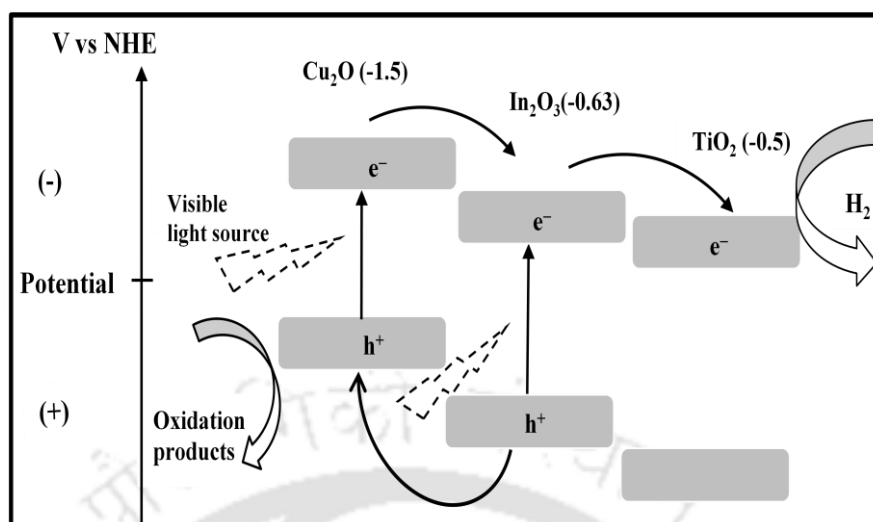 V vs NHE
Cu₂O (-1.5)
In₂O₃(-0.63)
TiO₂ (-0.5)
(-)
e⁻
Visible
light source
e⁻
H₂
e⁻
Potential
h⁺
(+)
Oxidation
products
h⁺